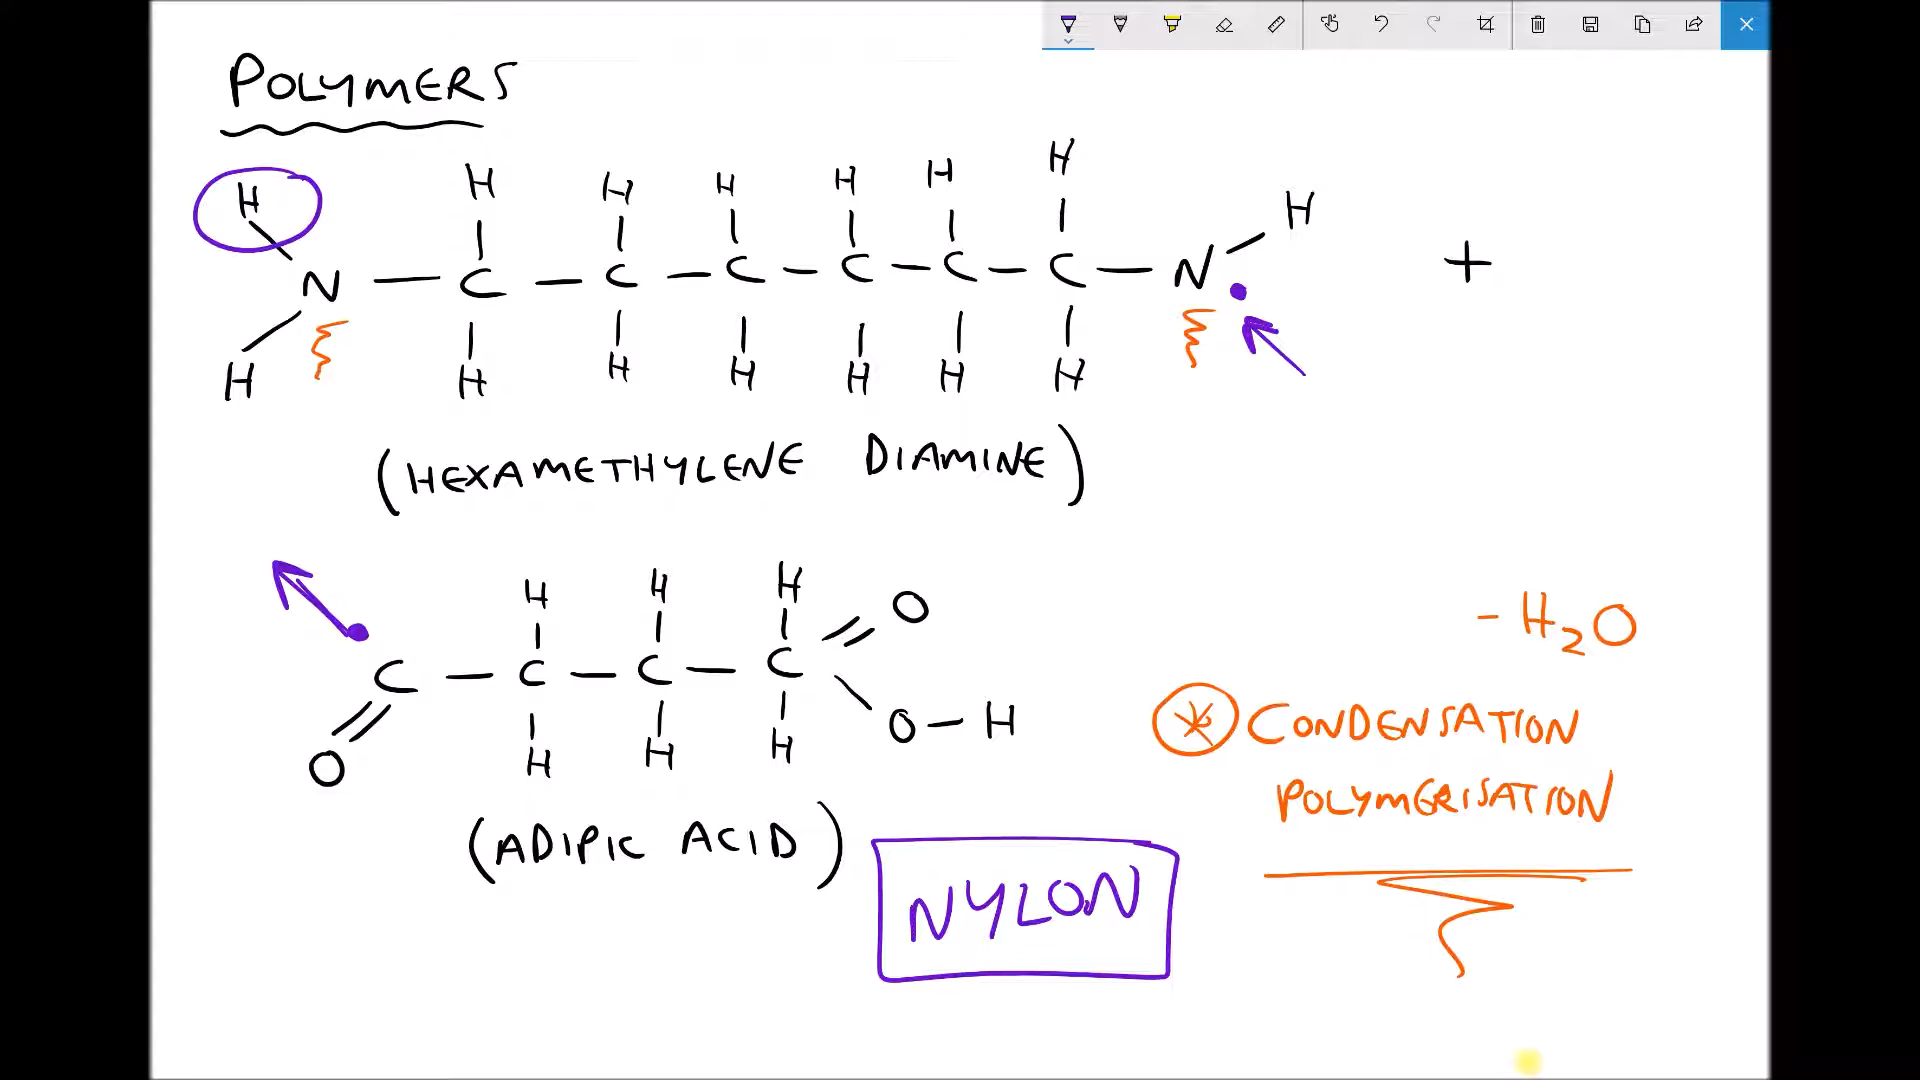 POLYMERS
H H H H H H H H
N — C — C — C — C — C — C — N +
H H H H H H H
(HEXAMETHYLENE DIAMINE)
H H H O
C — C — C — C
O H H H O — H
(ADIPIC ACID)
- H2O
* CONDENSATION
POLYMERISATION
NYLON